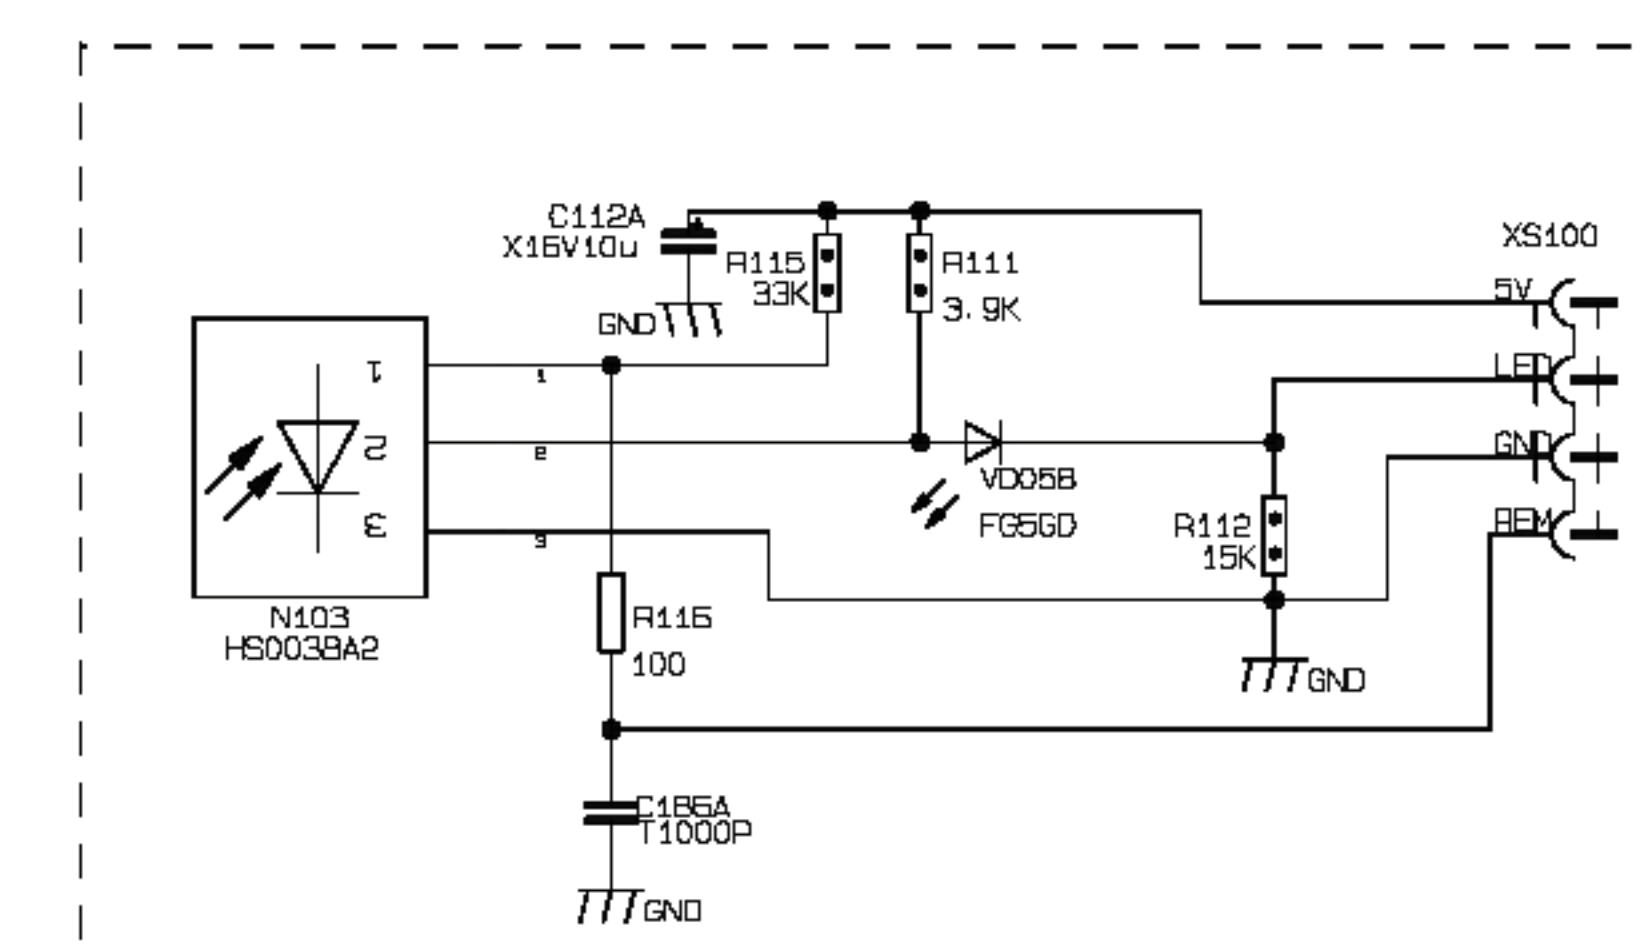 C112A
X16V10u
GND
R115
33K
R111
3.9K
XS100
5V
LED
GND
REM
1
2
3
1
2
3
N103
HS0038A2
VD05B
FG5GD
R112
15K
GND
R116
100
C186A
T1000P
GND